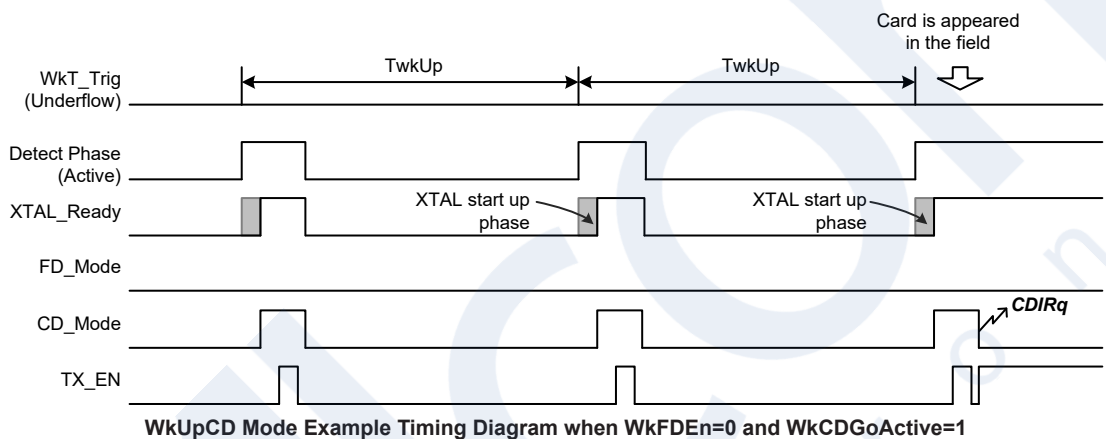 Card is appeared
in the field
TwkUp
TwkUp
WkT_Trig
(Underflow)
Detect Phase
(Active)
XTAL_Ready
XTAL start up
phase
XTAL start up
phase
FD_Mode
CD_Mode
CDIRq
TX_EN
WkUpCD Mode Example Timing Diagram when WkFDEn=0 and WkCDGoActive=1